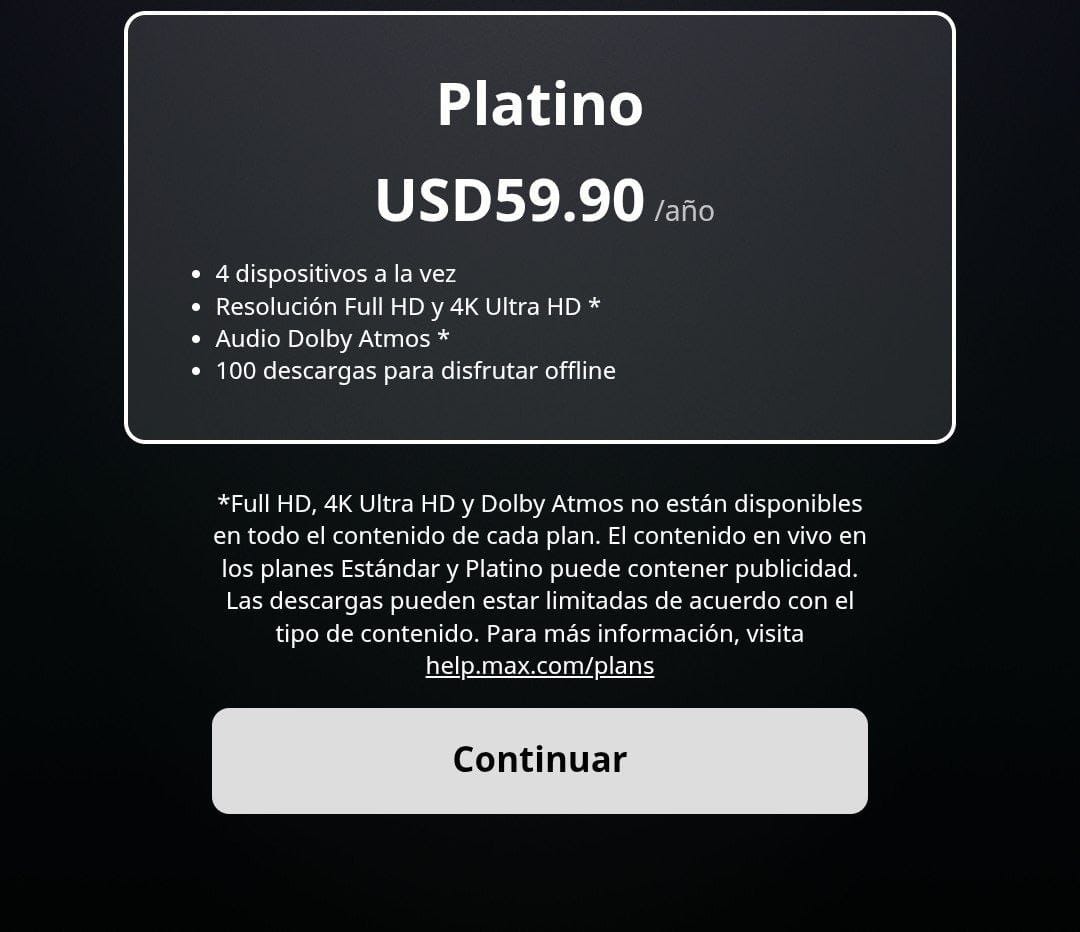 Platino
USD59.90 /año
• 4 dispositivos a la vez
• Resolución Full HD y 4K Ultra HD *
• Audio Dolby Atmos *
• 100 descargas para disfrutar offline
*Full HD, 4K Ultra HD y Dolby Atmos no están disponibles
en todo el contenido de cada plan. El contenido en vivo en
los planes Estándar y Platino puede contener publicidad.
Las descargas pueden estar limitadas de acuerdo con el
tipo de contenido. Para más información, visita
help.max.com/plans
Continuar